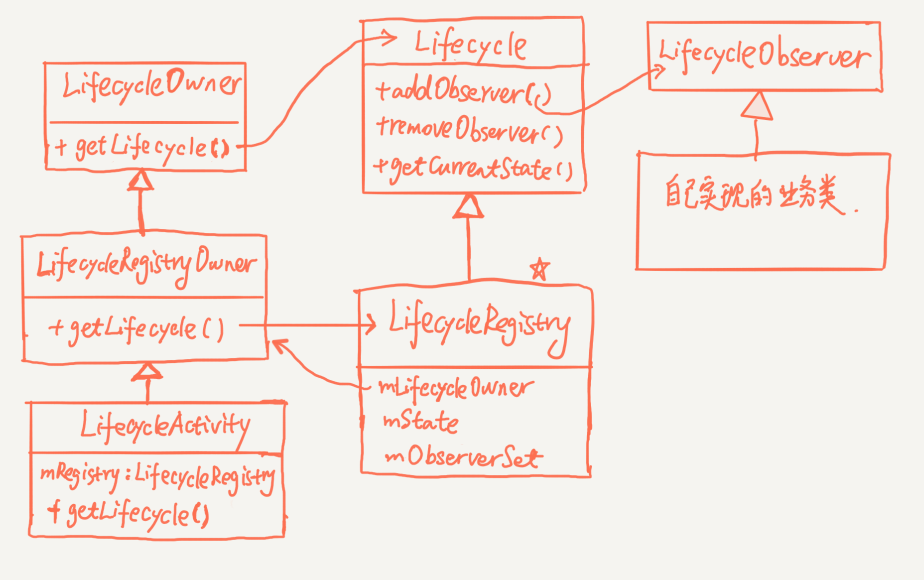 LifecycleOwner
+ getLifecycle()
Lifecycle
+addObserver()
+removeObserver()
+getCurrentState()
LifecycleObserver
自己实现的业务类.
LifecycleRegistryOwner
+ getLifecycle()
LifecycleRegistry
mLifecycleOwner
mState
mObserverSet
LifecycleActivity
mRegistry:LifecycleRegistry
+ getLifecycle()